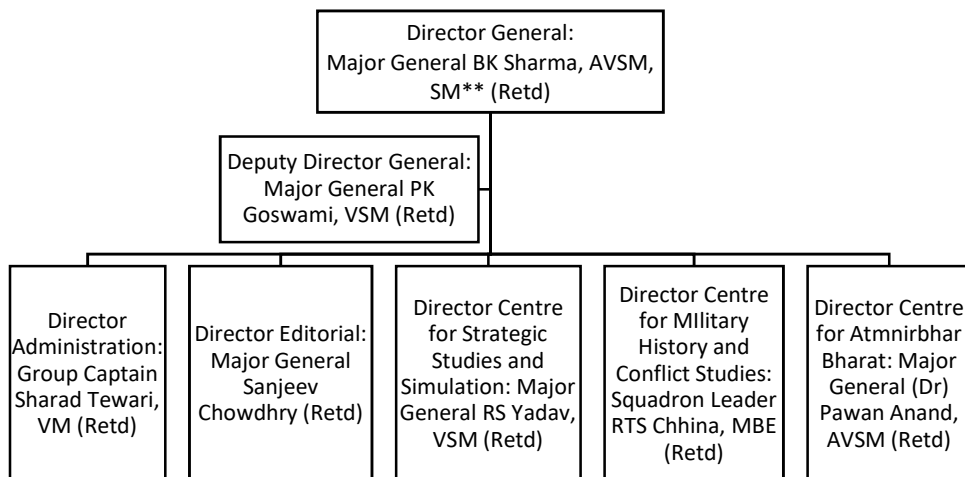 Director General:
Major General BK Sharma, AVSM,
SM** (Retd)
Deputy Director General:
Major General PK
Goswami, VSM (Retd)
Director
Administration:
Group Captain
Sharad Tewari,
VM (Retd)
Director Editorial:
Major General
Sanjeev
Chowdhry (Retd)
Director Centre
for Strategic
Studies and
Simulation: Major
General RS Yadav,
VSM (Retd)
Director Centre
for MIlitary
History and
Conflict Studies:
Squadron Leader
RTS Chhina, MBE
(Retd)
Director Centre
for Atmnirbhar
Bharat: Major
General (Dr)
Pawan Anand,
AVSM (Retd)